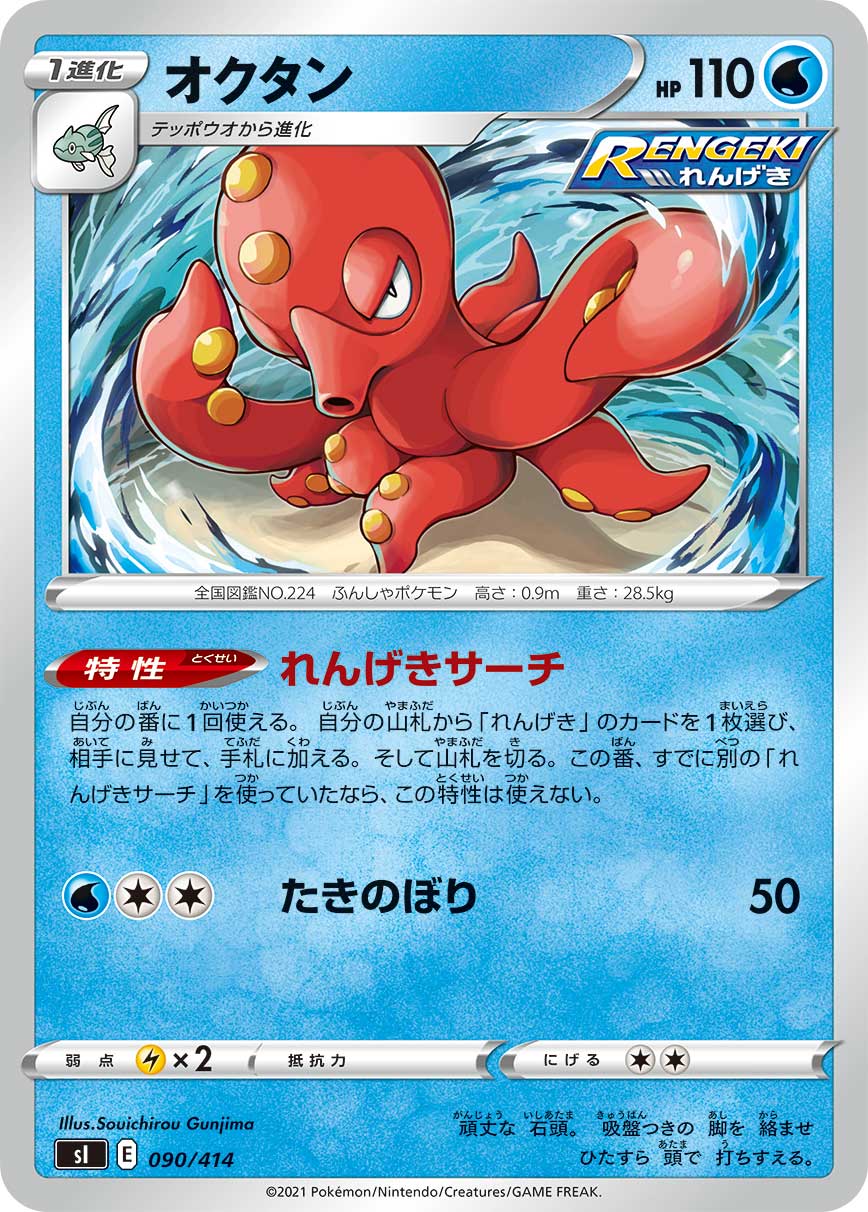 1進化
オクタン
HP 110
テッポウオから進化
RENGEKI
れんげき
全国図鑑NO.224 ふんしゃポケモン 高さ:0.9m 重さ:28.5kg
特性 とくせい れんげきサーチ
自分の番に1回使える。自分の山札から「れんげき」のカードを1枚選び、
相手に見せて、手札に加える。そして山札を切る。この番、すでに別の「れ
んげきサーチ」を使っていたなら、この特性は使えない。
たきのぼり 50
弱点 ×2 抵抗力 にげる
Illus.Souichirou Gunjima
頑丈な 石頭。 吸盤つきの 脚を 絡ませ
ひたすら 頭で 打ちすえる。
sI E 090/414
©2021 Pokémon/Nintendo/Creatures/GAME FREAK.